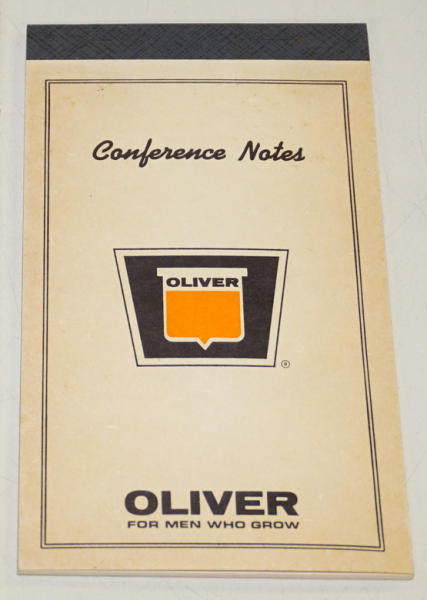 Conference Notes
OLIVER
®
OLIVER
FOR MEN WHO GROW